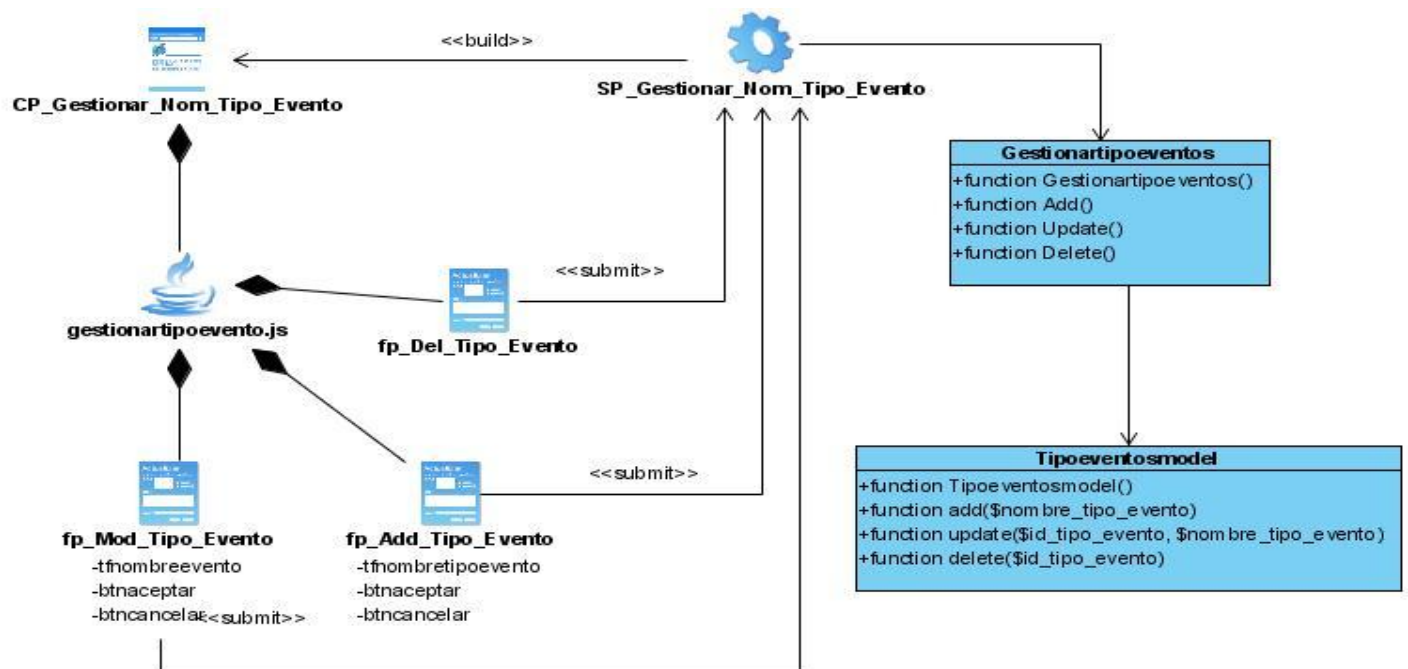 <<build>>
CP_Gestionar_Nom_Tipo_Evento
SP_Gestionar_Nom_Tipo_Evento
Gestionartipoeventos
+function Gestionartipoeventos()
+function Add()
+function Update()
+function Delete()
gestionartipoevento.js
<<submit>>
fp_Del_Tipo_Evento
<<submit>>
fp_Mod_Tipo_Evento
-tfnombreevento
-btnaceptar
-btncancelar
<<submit>>
fp_Add_Tipo_Evento
-tfnombretipoevento
-btnaceptar
-btncancelar
Tipoeventosmodel
+function Tipoeventosmodel()
+function add($nombre_tipo_evento)
+function update($id_tipo_evento, $nombre_tipo_evento)
+function delete($id_tipo_evento)